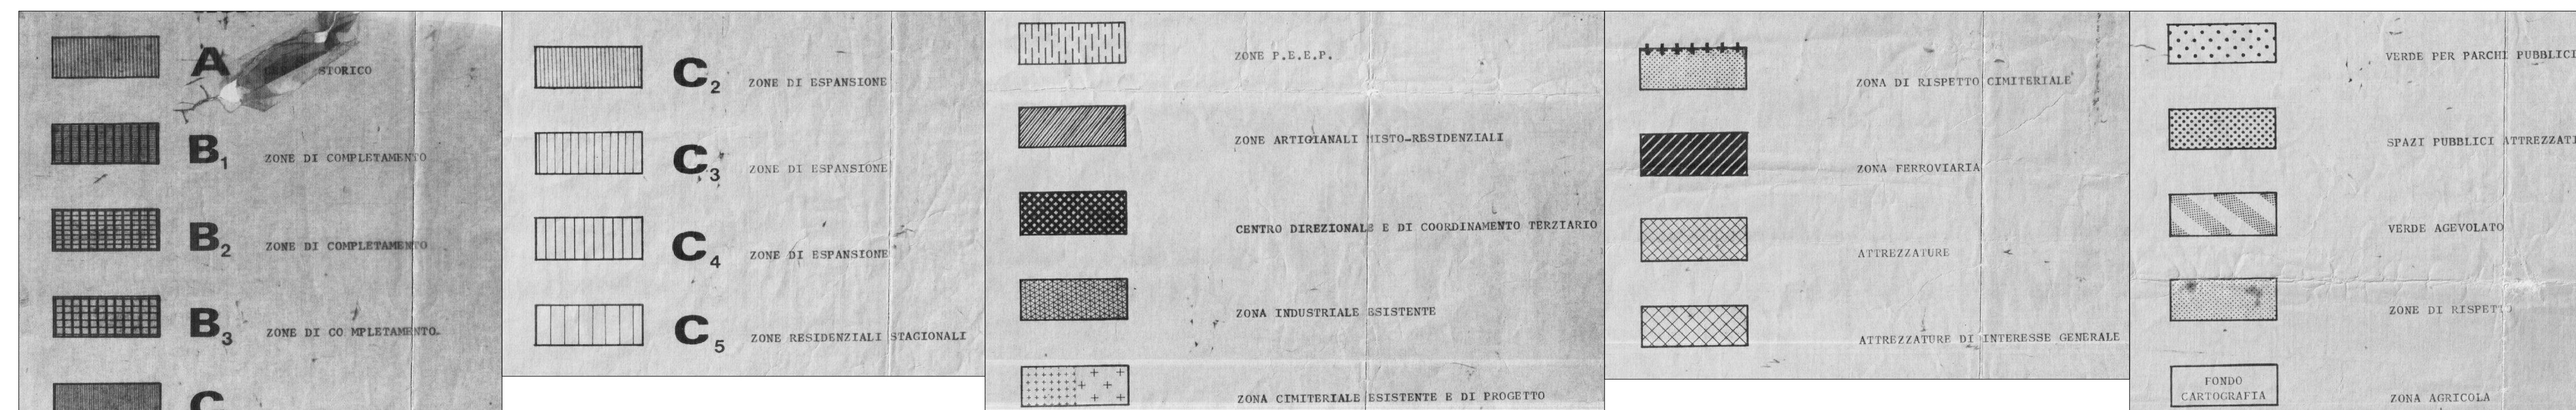 A STORICO
B1 ZONE DI COMPLETAMENTO
B2 ZONE DI COMPLETAMENTO
B3 ZONE DI CO MPLETAMENTO
C
C2 ZONE DI ESPANSIONE
C3 ZONE DI ESPANSIONE
C4 ZONE DI ESPANSIONE
C5 ZONE RESIDENZIALI STAGIONALI
ZONE P.E.E.P.
ZONE ARTIGIANALI MISTO-RESIDENZIALI
CENTRO DIREZIONALE E DI COORDINAMENTO TERZIARIO
ZONA INDUSTRIALE ESISTENTE
ZONA CIMITERIALE ESISTENTE E DI PROGETTO
ZONA DI RISPETTO CIMITERIALE
ZONA FERROVIARIA
ATTREZZATURE
ATTREZZATURE DI INTERESSE GENERALE
VERDE PER PARCHI PUBBLICI
SPAZI PUBBLICI ATTREZZATI
VERDE AGEVOLATO
ZONE DI RISPETTO
FONDO
CARTOGRAFIA
ZONA AGRICOLA